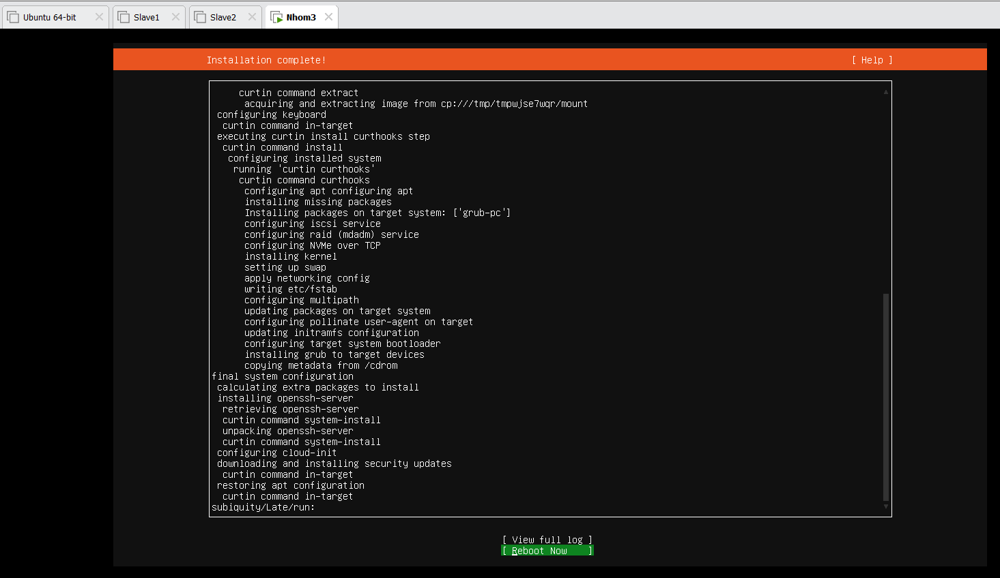 Ubuntu 64-bit
Slave1
Slave2
Nhom3
Installation complete!
[ Help ]
curtin command extract
acquiring and extracting image from cp:///tmp/tmpwjse7wqr/mount
configuring keyboard
curtin command in-target
executing curtin install curthooks step
curtin command install
configuring installed system
running 'curtin curthooks'
curtin command curthooks
configuring apt configuring apt
installing missing packages
Installing packages on target system: ['grub-pc']
configuring iscsi service
configuring raid (mdadm) service
configuring NVMe over TCP
installing kernel
setting up swap
apply networking config
writing etc/fstab
configuring multipath
updating packages on target system
configuring pollinate user-agent on target
updating initramfs configuration
configuring target system bootloader
installing grub to target devices
copying metadata from /cdrom
final system configuration
calculating extra packages to install
installing openssh-server
retrieving openssh-server
curtin command system-install
unpacking openssh-server
curtin command system-install
configuring cloud-init
downloading and installing security updates
curtin command in-target
restoring apt configuration
curtin command in-target
subiquity/Late/run:
[ View full log ]
[ Reboot Now ]